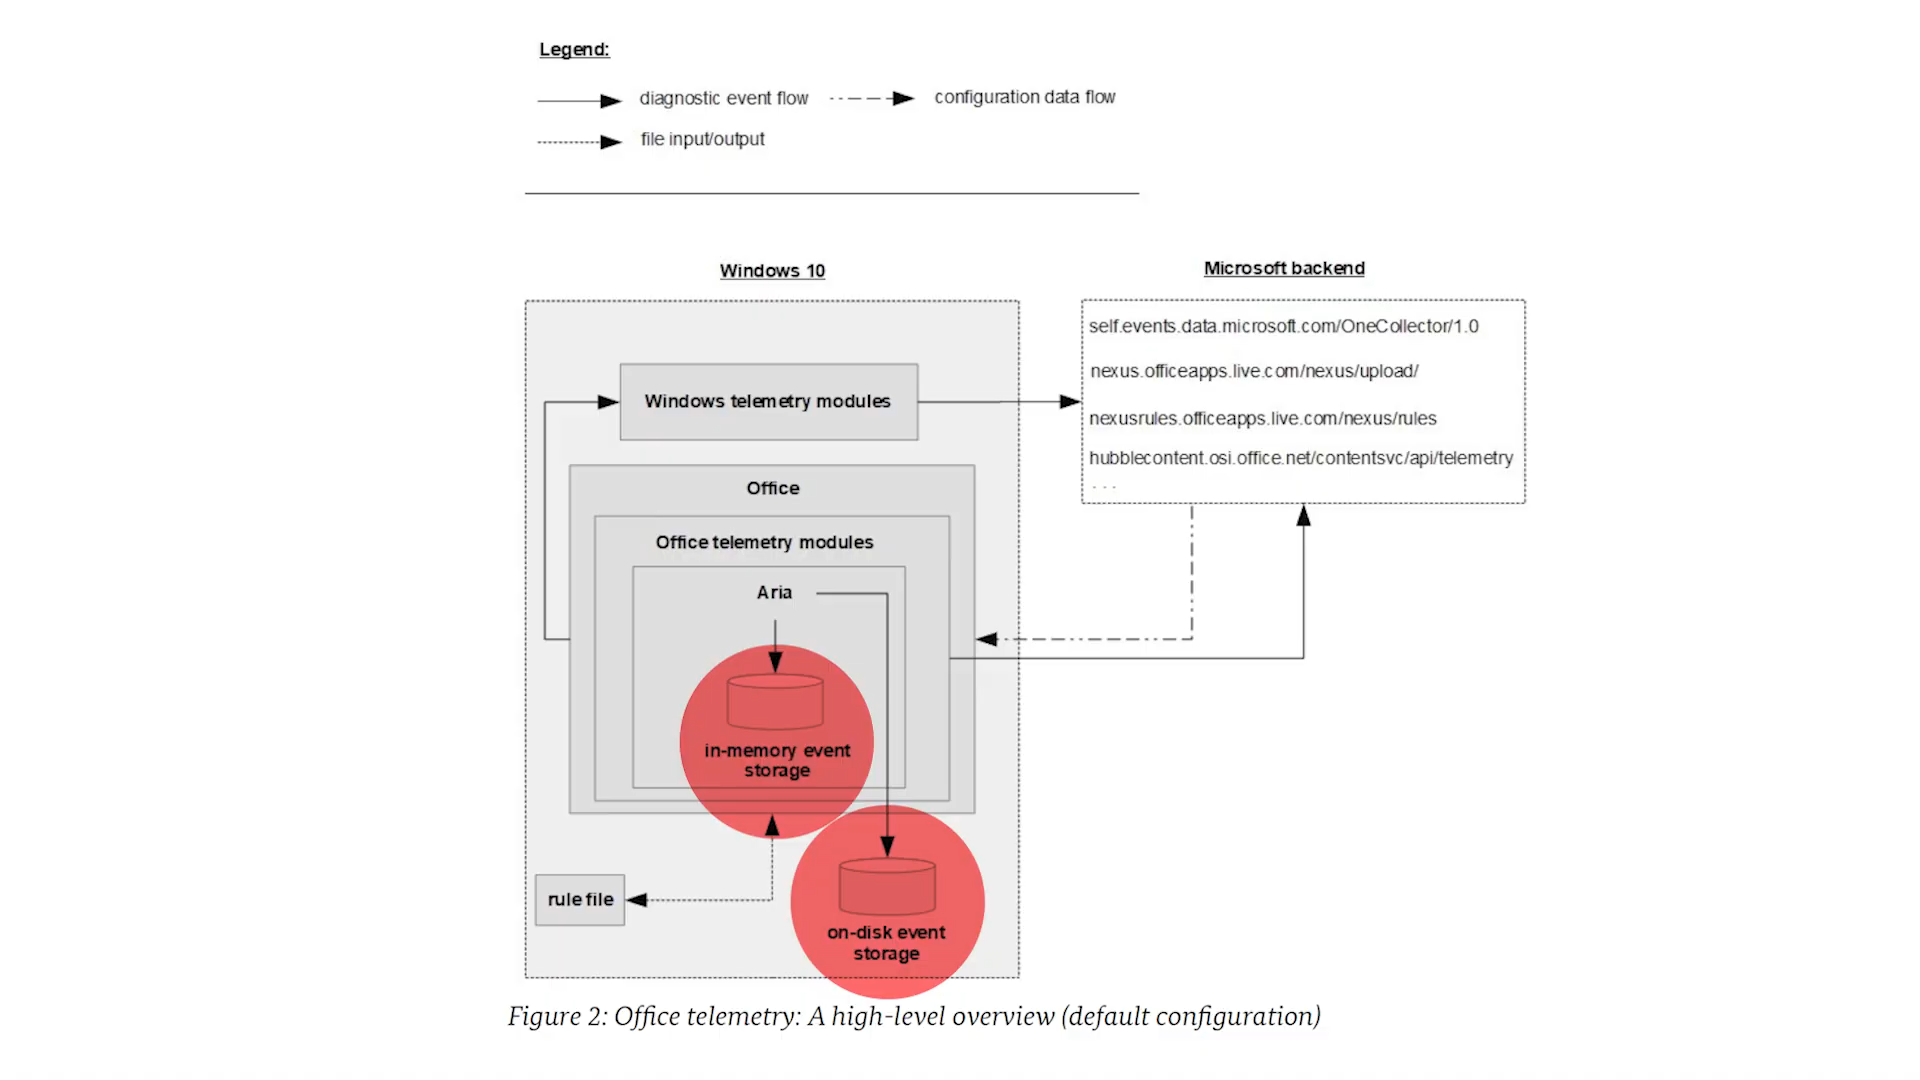 Legend:
diagnostic event flow
configuration data flow
file input/output
Windows 10
Microsoft backend
self.events.data.microsoft.com/OneCollector/1.0
nexus.officeapps.live.com/nexus/upload/
nexusrules.officeapps.live.com/nexus/rules
hubblecontent.osi.office.net/contentsvc/api/telemetry
...
Windows telemetry modules
Office
Office telemetry modules
Aria
in-memory event
storage
rule file
on-disk event
storage
Figure 2: Office telemetry: A high-level overview (default configuration)